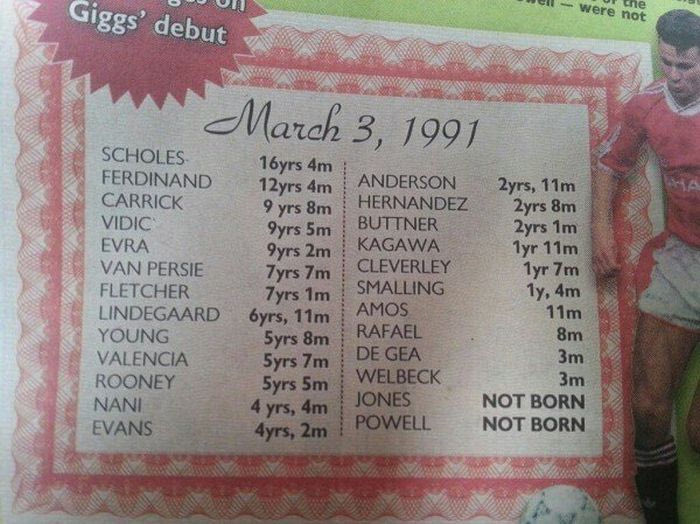 on
Giggs' debut
of the
well — were not
March 3, 1991
SCHOLES 16yrs 4m
FERDINAND 12yrs 4m
CARRICK 9 yrs 8m
VIDIC 9yrs 5m
EVRA 9yrs 2m
VAN PERSIE 7yrs 7m
FLETCHER 7yrs 1m
LINDEGAARD 6yrs, 11m
YOUNG 5yrs 8m
VALENCIA 5yrs 7m
ROONEY 5yrs 5m
NANI 4 yrs, 4m
EVANS 4yrs, 2m
ANDERSON 2yrs, 11m
HERNANDEZ 2yrs 8m
BUTTNER 2yrs 1m
KAGAWA 1yr 11m
CLEVERLEY 1yr 7m
SMALLING 1y, 4m
AMOS 11m
RAFAEL 8m
DE GEA 3m
WELBECK 3m
JONES NOT BORN
POWELL NOT BORN